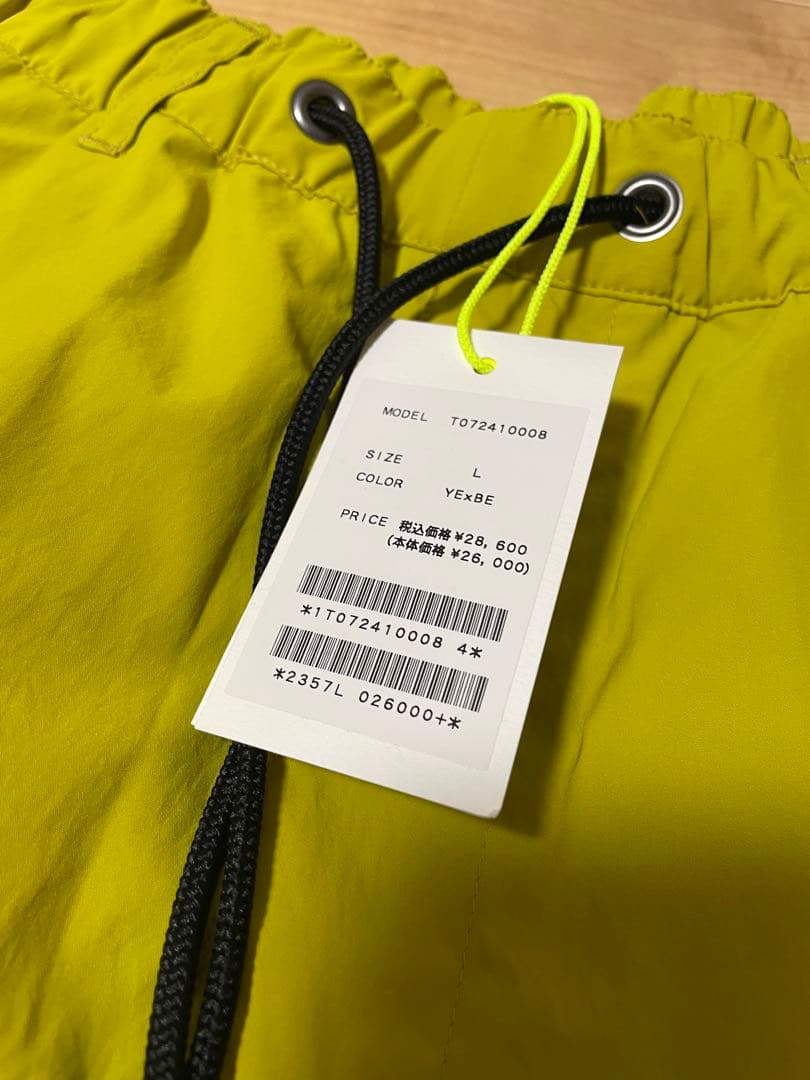 MODEL T072410008
SIZE L
COLOR YE×BE
PRICE 税込価格 ¥28,600
(本体価格 ¥26,000)
*1T072410008 4*
*2357L 026000+*